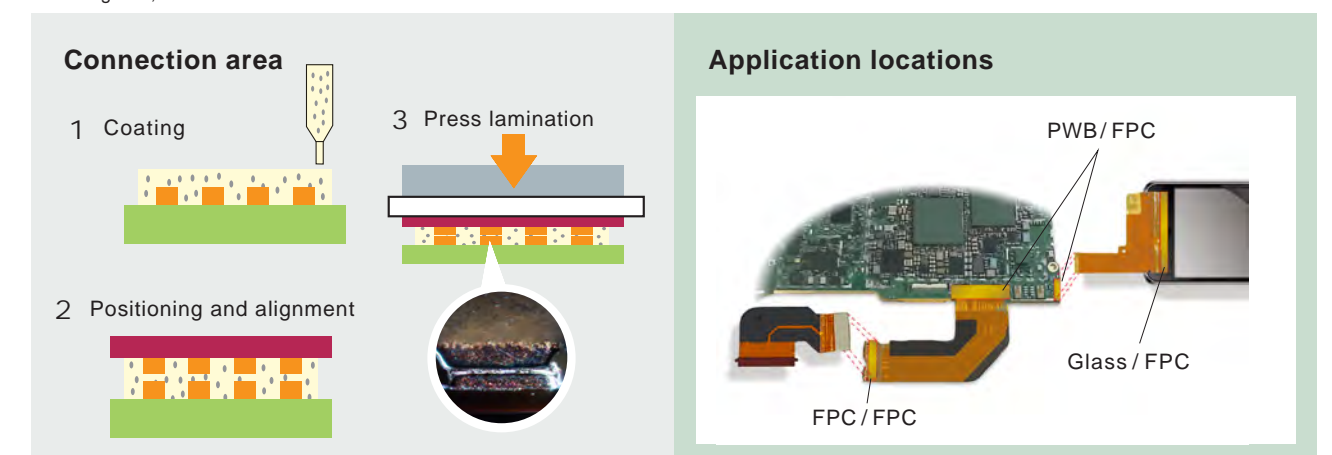 Connection area
1 Coating
3 Press lamination
2 Positioning and alignment
Application locations
PWB / FPC
Glass / FPC
FPC / FPC